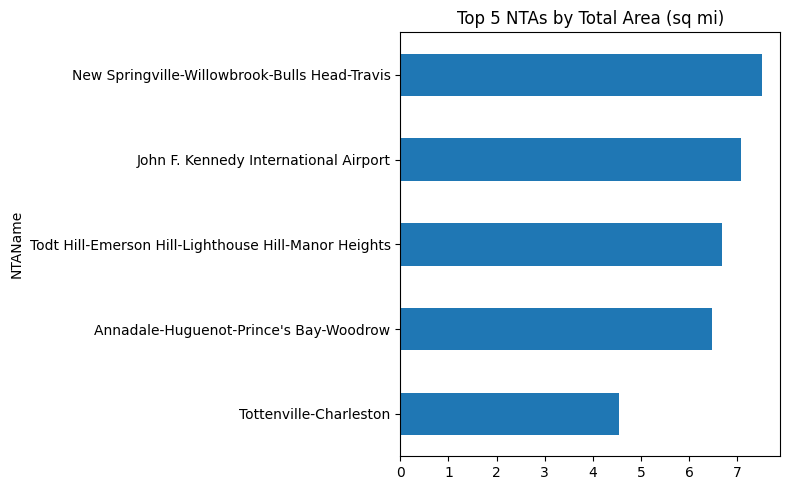 Top 5 NTAs by Total Area (sq mi)
NTAName
New Springville-Willowbrook-Bulls Head-Travis
John F. Kennedy International Airport
Todt Hill-Emerson Hill-Lighthouse Hill-Manor Heights
Annadale-Huguenot-Prince's Bay-Woodrow
Tottenville-Charleston
0 1 2 3 4 5 6 7